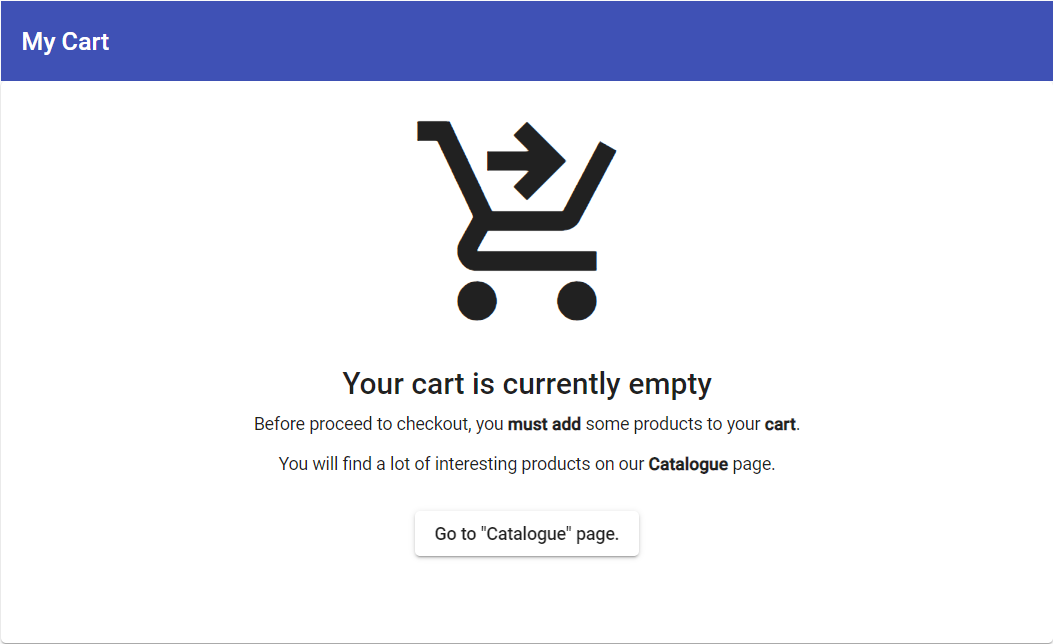 My Cart
Your cart is currently empty
Before proceed to checkout, you must add some products to your cart.
You will find a lot of interesting products on our Catalogue page.
Go to "Catalogue" page.